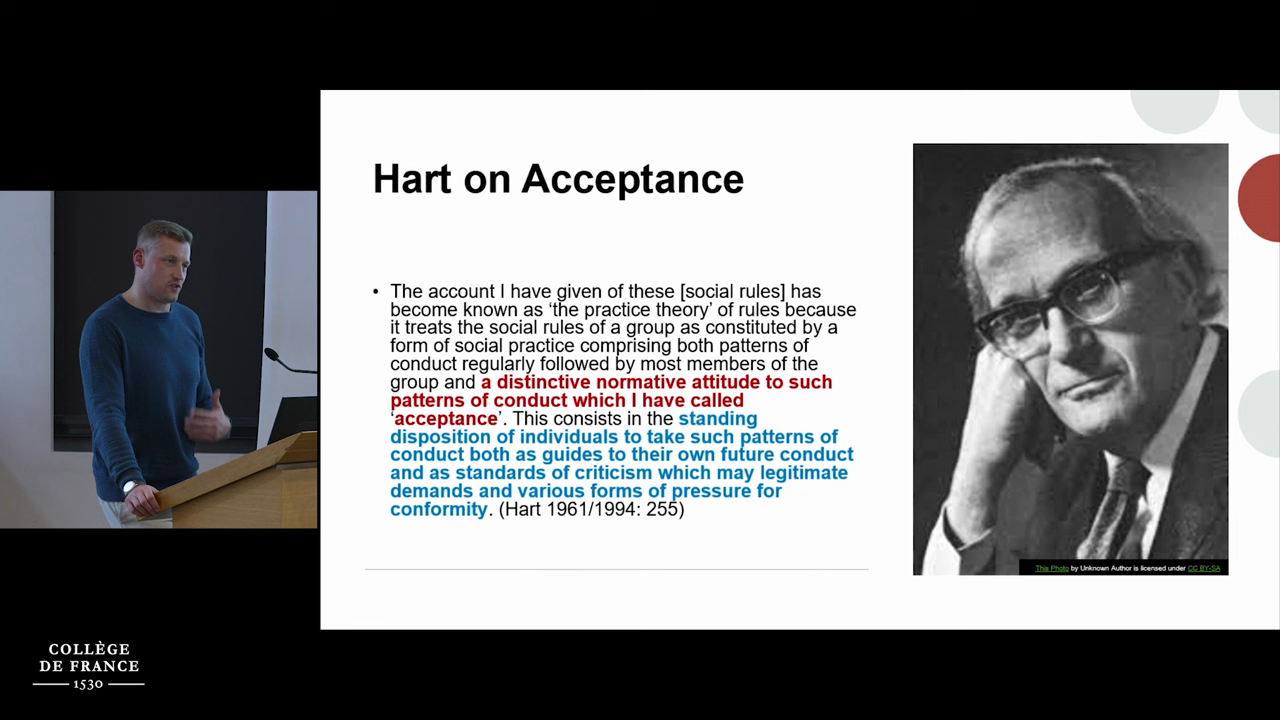 Hart on Acceptance
• The account I have given of these [social rules] has
become known as ‘the practice theory’ of rules because
it treats the social rules of a group as constituted by a
form of social practice comprising both patterns of
conduct regularly followed by most members of the
group and a distinctive normative attitude to such
patterns of conduct which I have called
‘acceptance’. This consists in the standing
disposition of individuals to take such patterns of
conduct both as guides to their own future conduct
and as standards of criticism which may legitimate
demands and various forms of pressure for
conformity. (Hart 1961/1994: 255)
This Photo by Unknown Author is licensed under CC BY-SA
COLLÈGE
DE FRANCE
1530